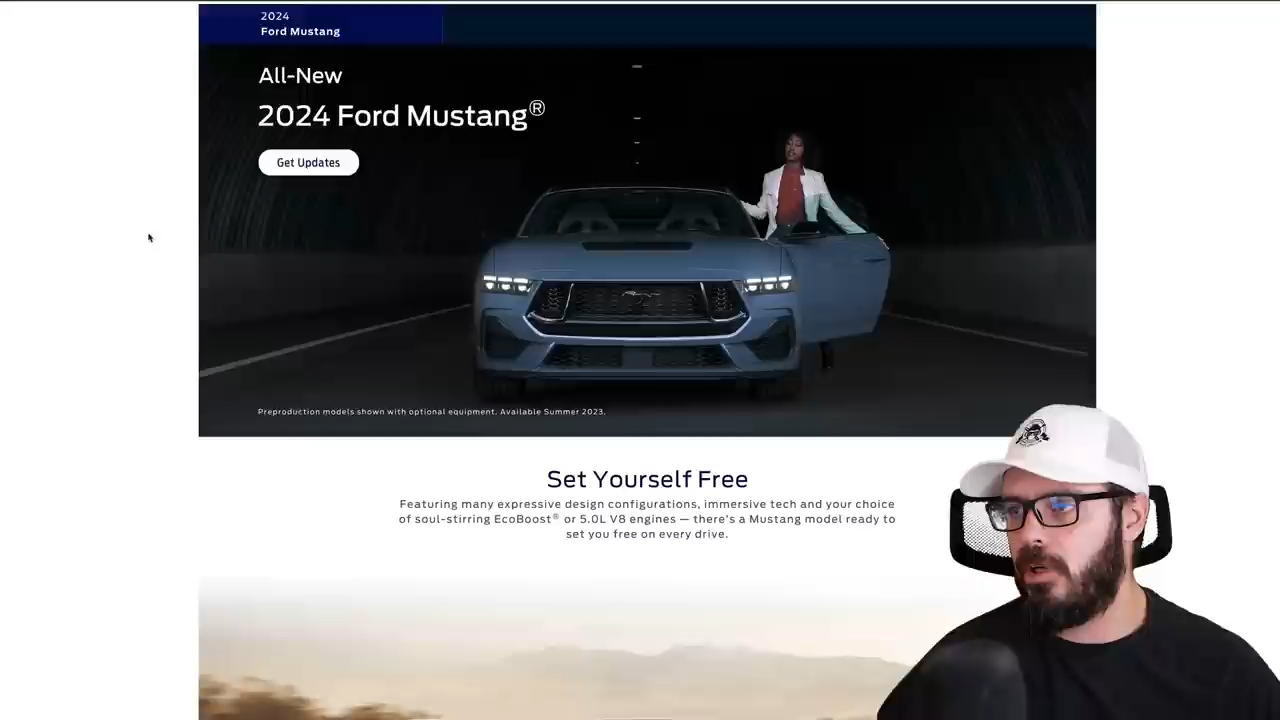 2024
Ford Mustang
All-New
2024 Ford Mustang®
Get Updates
Preproduction models shown with optional equipment. Available Summer 2023.
Set Yourself Free
Featuring many expressive design configurations, immersive tech and your choice
of soul-stirring EcoBoost® or 5.0L V8 engines — there's a Mustang model ready to
set you free on every drive.